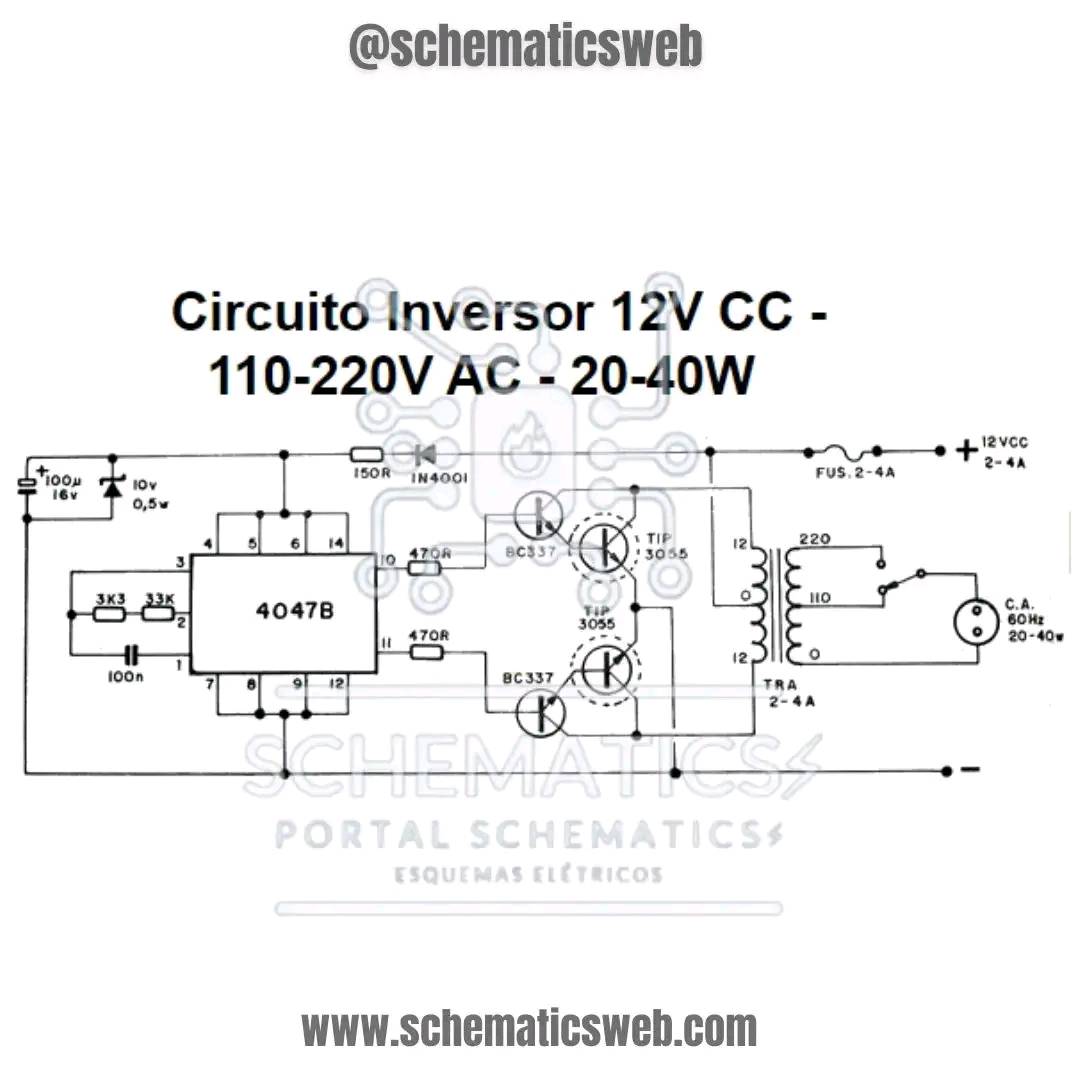 @schematicsweb
Circuito Inversor 12V CC -
110-220V AC - 20-40W
+ 12VCC
2-4A
FUS. 2-4A
150R
1N4001
+ 100µ
16v
10v
0,5w
4 5 6 14
3
2
1
3K3 33K
100n
4047B
10
11
7 8 9 12
470R
470R
BC337
TIP
3055
TIP
3055
BC337
12
0
12
220
110
0
TRA
2-4A
C.A.
60Hz
20-40w
-
SCHEMATICS
PORTAL SCHEMATICS
ESQUEMAS ELÉTRICOS
www.schematicsweb.com